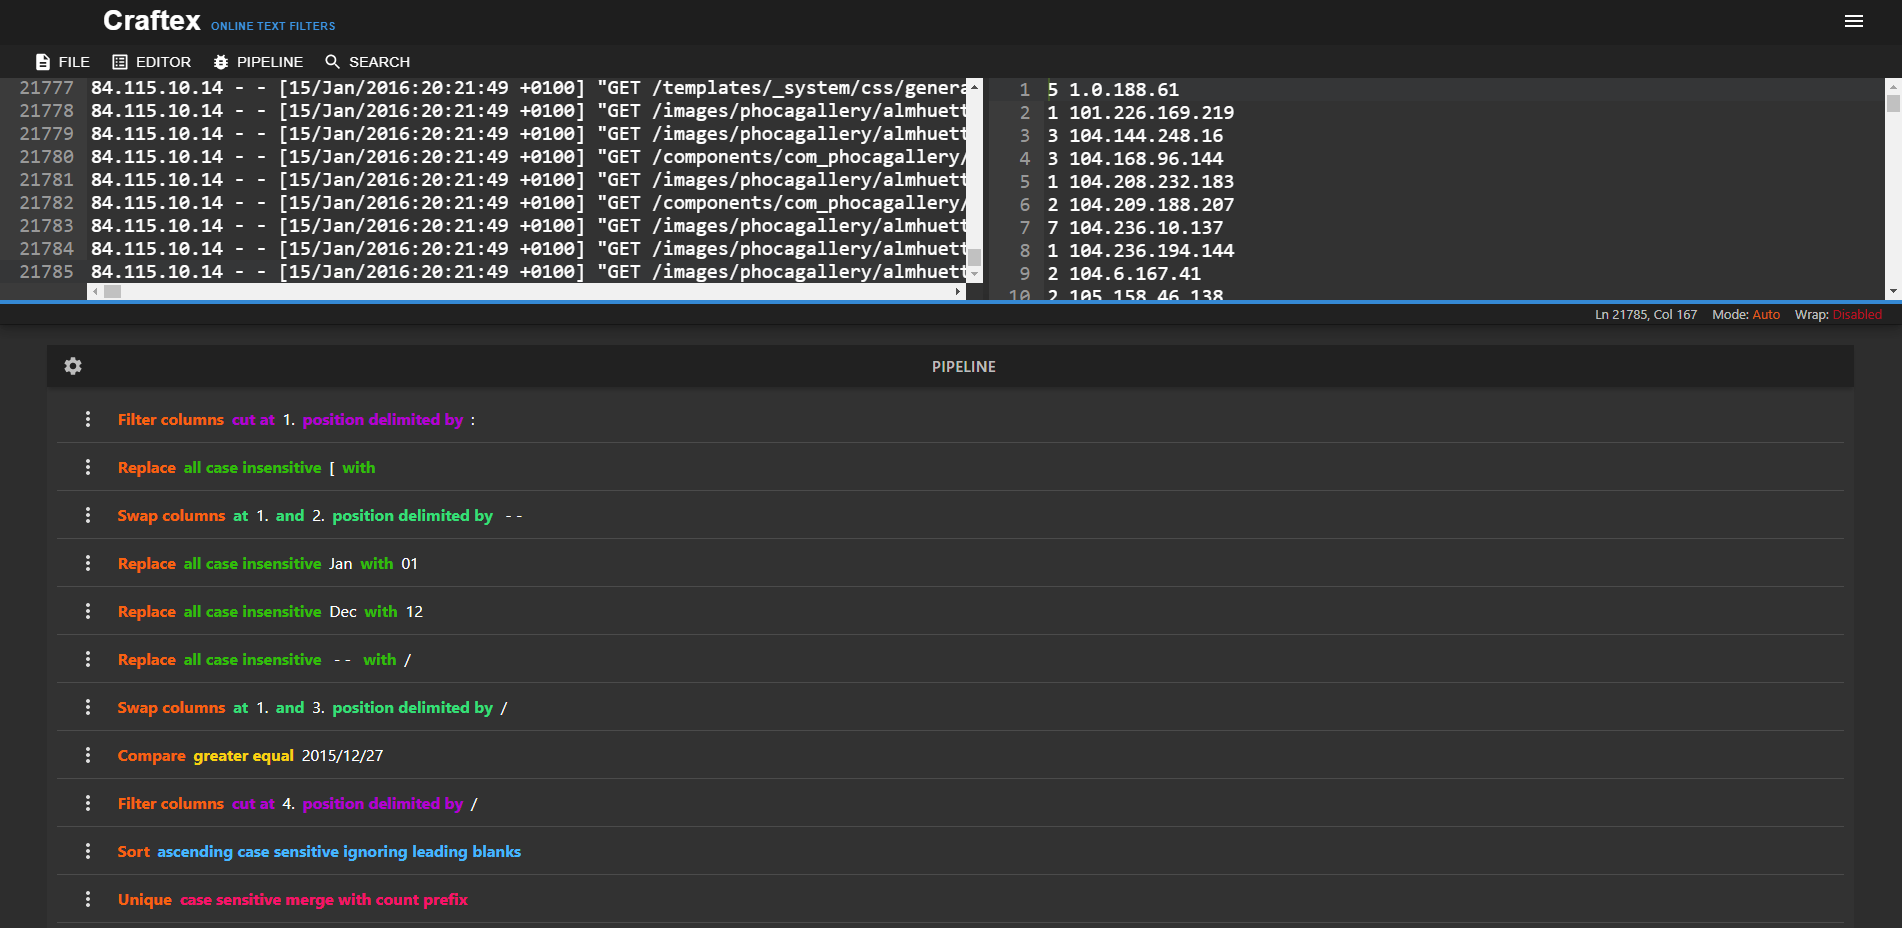 Craftex ONLINE TEXT FILTERS
FILE EDITOR PIPELINE SEARCH
21777 84.115.10.14 - - [15/Jan/2016:20:21:49 +0100] "GET /templates/_system/css/genera
21778 84.115.10.14 - - [15/Jan/2016:20:21:49 +0100] "GET /images/phocagallery/almhuett
21779 84.115.10.14 - - [15/Jan/2016:20:21:49 +0100] "GET /images/phocagallery/almhuett
21780 84.115.10.14 - - [15/Jan/2016:20:21:49 +0100] "GET /components/com_phocagallery/
21781 84.115.10.14 - - [15/Jan/2016:20:21:49 +0100] "GET /images/phocagallery/almhuett
21782 84.115.10.14 - - [15/Jan/2016:20:21:49 +0100] "GET /components/com_phocagallery/
21783 84.115.10.14 - - [15/Jan/2016:20:21:49 +0100] "GET /images/phocagallery/almhuett
21784 84.115.10.14 - - [15/Jan/2016:20:21:49 +0100] "GET /images/phocagallery/almhuett
21785 84.115.10.14 - - [15/Jan/2016:20:21:49 +0100] "GET /images/phocagallery/almhuett
1 5 1.0.188.61
2 1 101.226.169.219
3 3 104.144.248.16
4 3 104.168.96.144
5 1 104.208.232.183
6 2 104.209.188.207
7 7 104.236.10.137
8 1 104.236.194.144
9 2 104.6.167.41
10 2 105.158.46.138
Ln 21785, Col 167 Mode: Auto Wrap: Disabled
PIPELINE
Filter columns cut at 1. position delimited by :
Replace all case insensitive [ with
Swap columns at 1. and 2. position delimited by - -
Replace all case insensitive Jan with 01
Replace all case insensitive Dec with 12
Replace all case insensitive - - with /
Swap columns at 1. and 3. position delimited by /
Compare greater equal 2015/12/27
Filter columns cut at 4. position delimited by /
Sort ascending case sensitive ignoring leading blanks
Unique case sensitive merge with count prefix